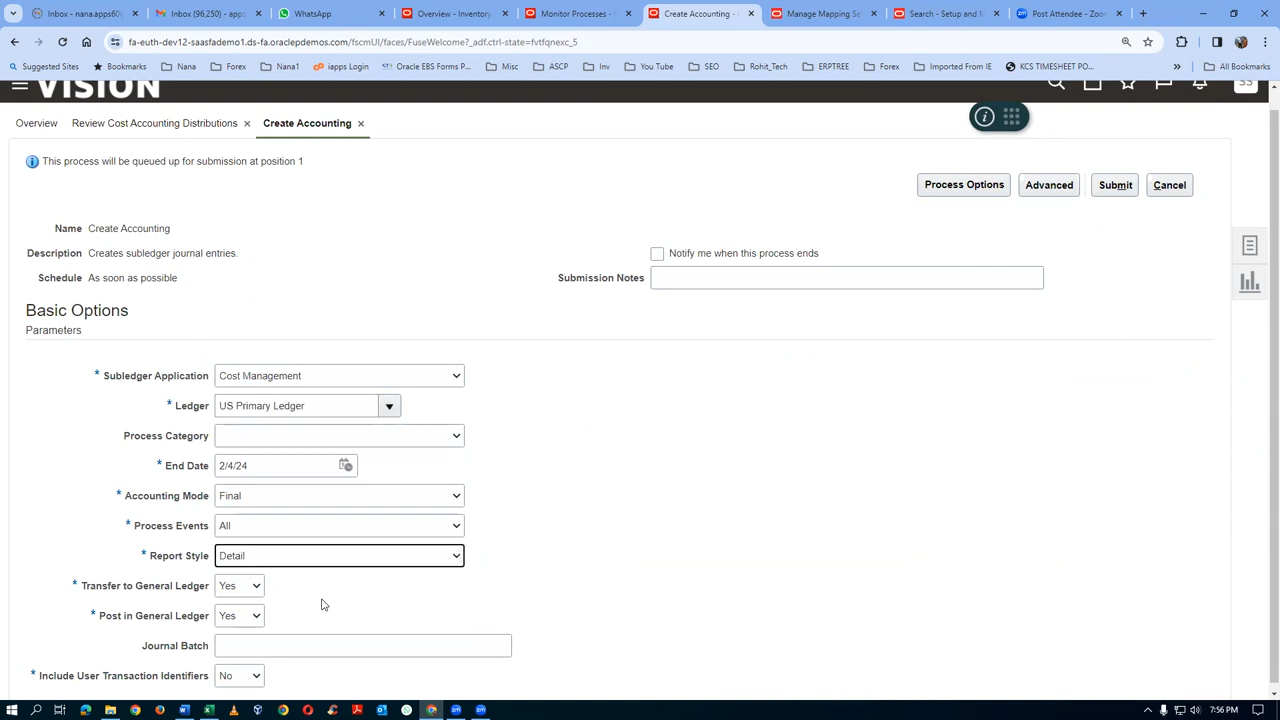 Inbox - nana.apps60
Inbox (96,250) - apps
WhatsApp
Overview - Inventory
Monitor Processes -
Create Accounting -
Manage Mapping Se
Search - Setup and M
Post Attendee - Zoo
fa-euth-dev12-saasfademo1.ds-fa.oraclepdemos.com/fscmUI/faces/FuseWelcome?_adf.ctrl-state=fvtfqnexc_5
Suggested Sites
Bookmarks
Nana
Forex
Nana1
iapps Login
Oracle EBS Forms P...
Misc
ASCP
Inv
You Tube
SEO
Rohit_Tech
ERPTREE
Forex
Imported From IE
KCS TIMESHEET PO...
»
All Bookmarks
VISION
SS
Overview
Review Cost Accounting Distributions
Create Accounting
This process will be queued up for submission at position 1
Process Options
Advanced
Submit
Cancel
Name Create Accounting
Description Creates subledger journal entries.
Notify me when this process ends
Schedule As soon as possible
Submission Notes
Basic Options
Parameters
* Subledger Application Cost Management
* Ledger US Primary Ledger
Process Category
* End Date 2/4/24
* Accounting Mode Final
* Process Events All
* Report Style Detail
* Transfer to General Ledger Yes
* Post in General Ledger Yes
Journal Batch
* Include User Transaction Identifiers No
7:56 PM